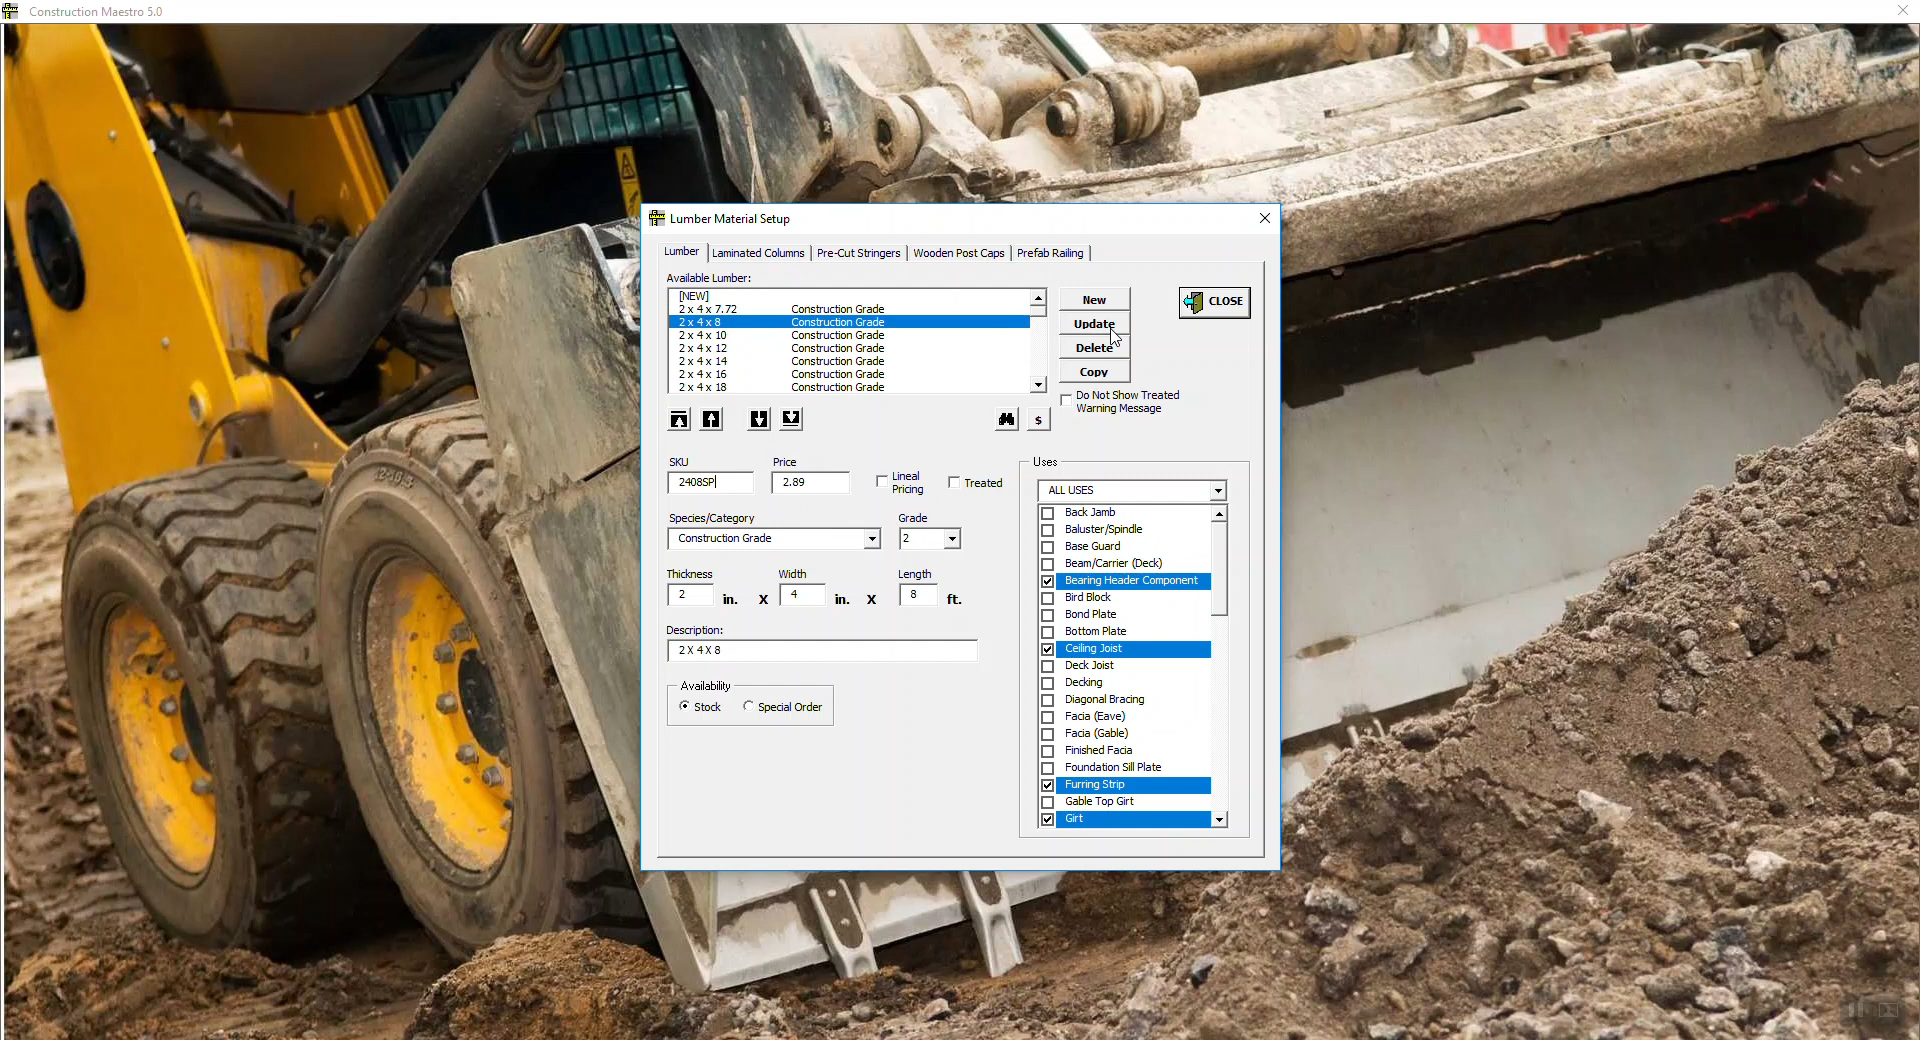 Construction Maestro 5.0
Lumber Material Setup
Lumber
Laminated Columns
Pre-Cut Stringers
Wooden Post Caps
Prefab Railing
Available Lumber:
[NEW]
2 x 4 x 7.72 Construction Grade
2 x 4 x 8 Construction Grade
2 x 4 x 10 Construction Grade
2 x 4 x 12 Construction Grade
2 x 4 x 14 Construction Grade
2 x 4 x 16 Construction Grade
2 x 4 x 18 Construction Grade
New
Update
Delete
Copy
CLOSE
Do Not Show Treated
Warning Message
$
SKU
2408SP
Price
2.89
Lineal
Pricing
Treated
Species/Category
Construction Grade
Grade
2
Thickness
2 in. X
Width
4 in. X
Length
8 ft.
Description:
2 X 4 X 8
Availability
Stock
Special Order
Uses
ALL USES
Back Jamb
Baluster/Spindle
Base Guard
Beam/Carrier (Deck)
Bearing Header Component
Bird Block
Bond Plate
Bottom Plate
Ceiling Joist
Deck Joist
Decking
Diagonal Bracing
Facia (Eave)
Facia (Gable)
Finished Facia
Foundation Sill Plate
Furring Strip
Gable Top Girt
Girt